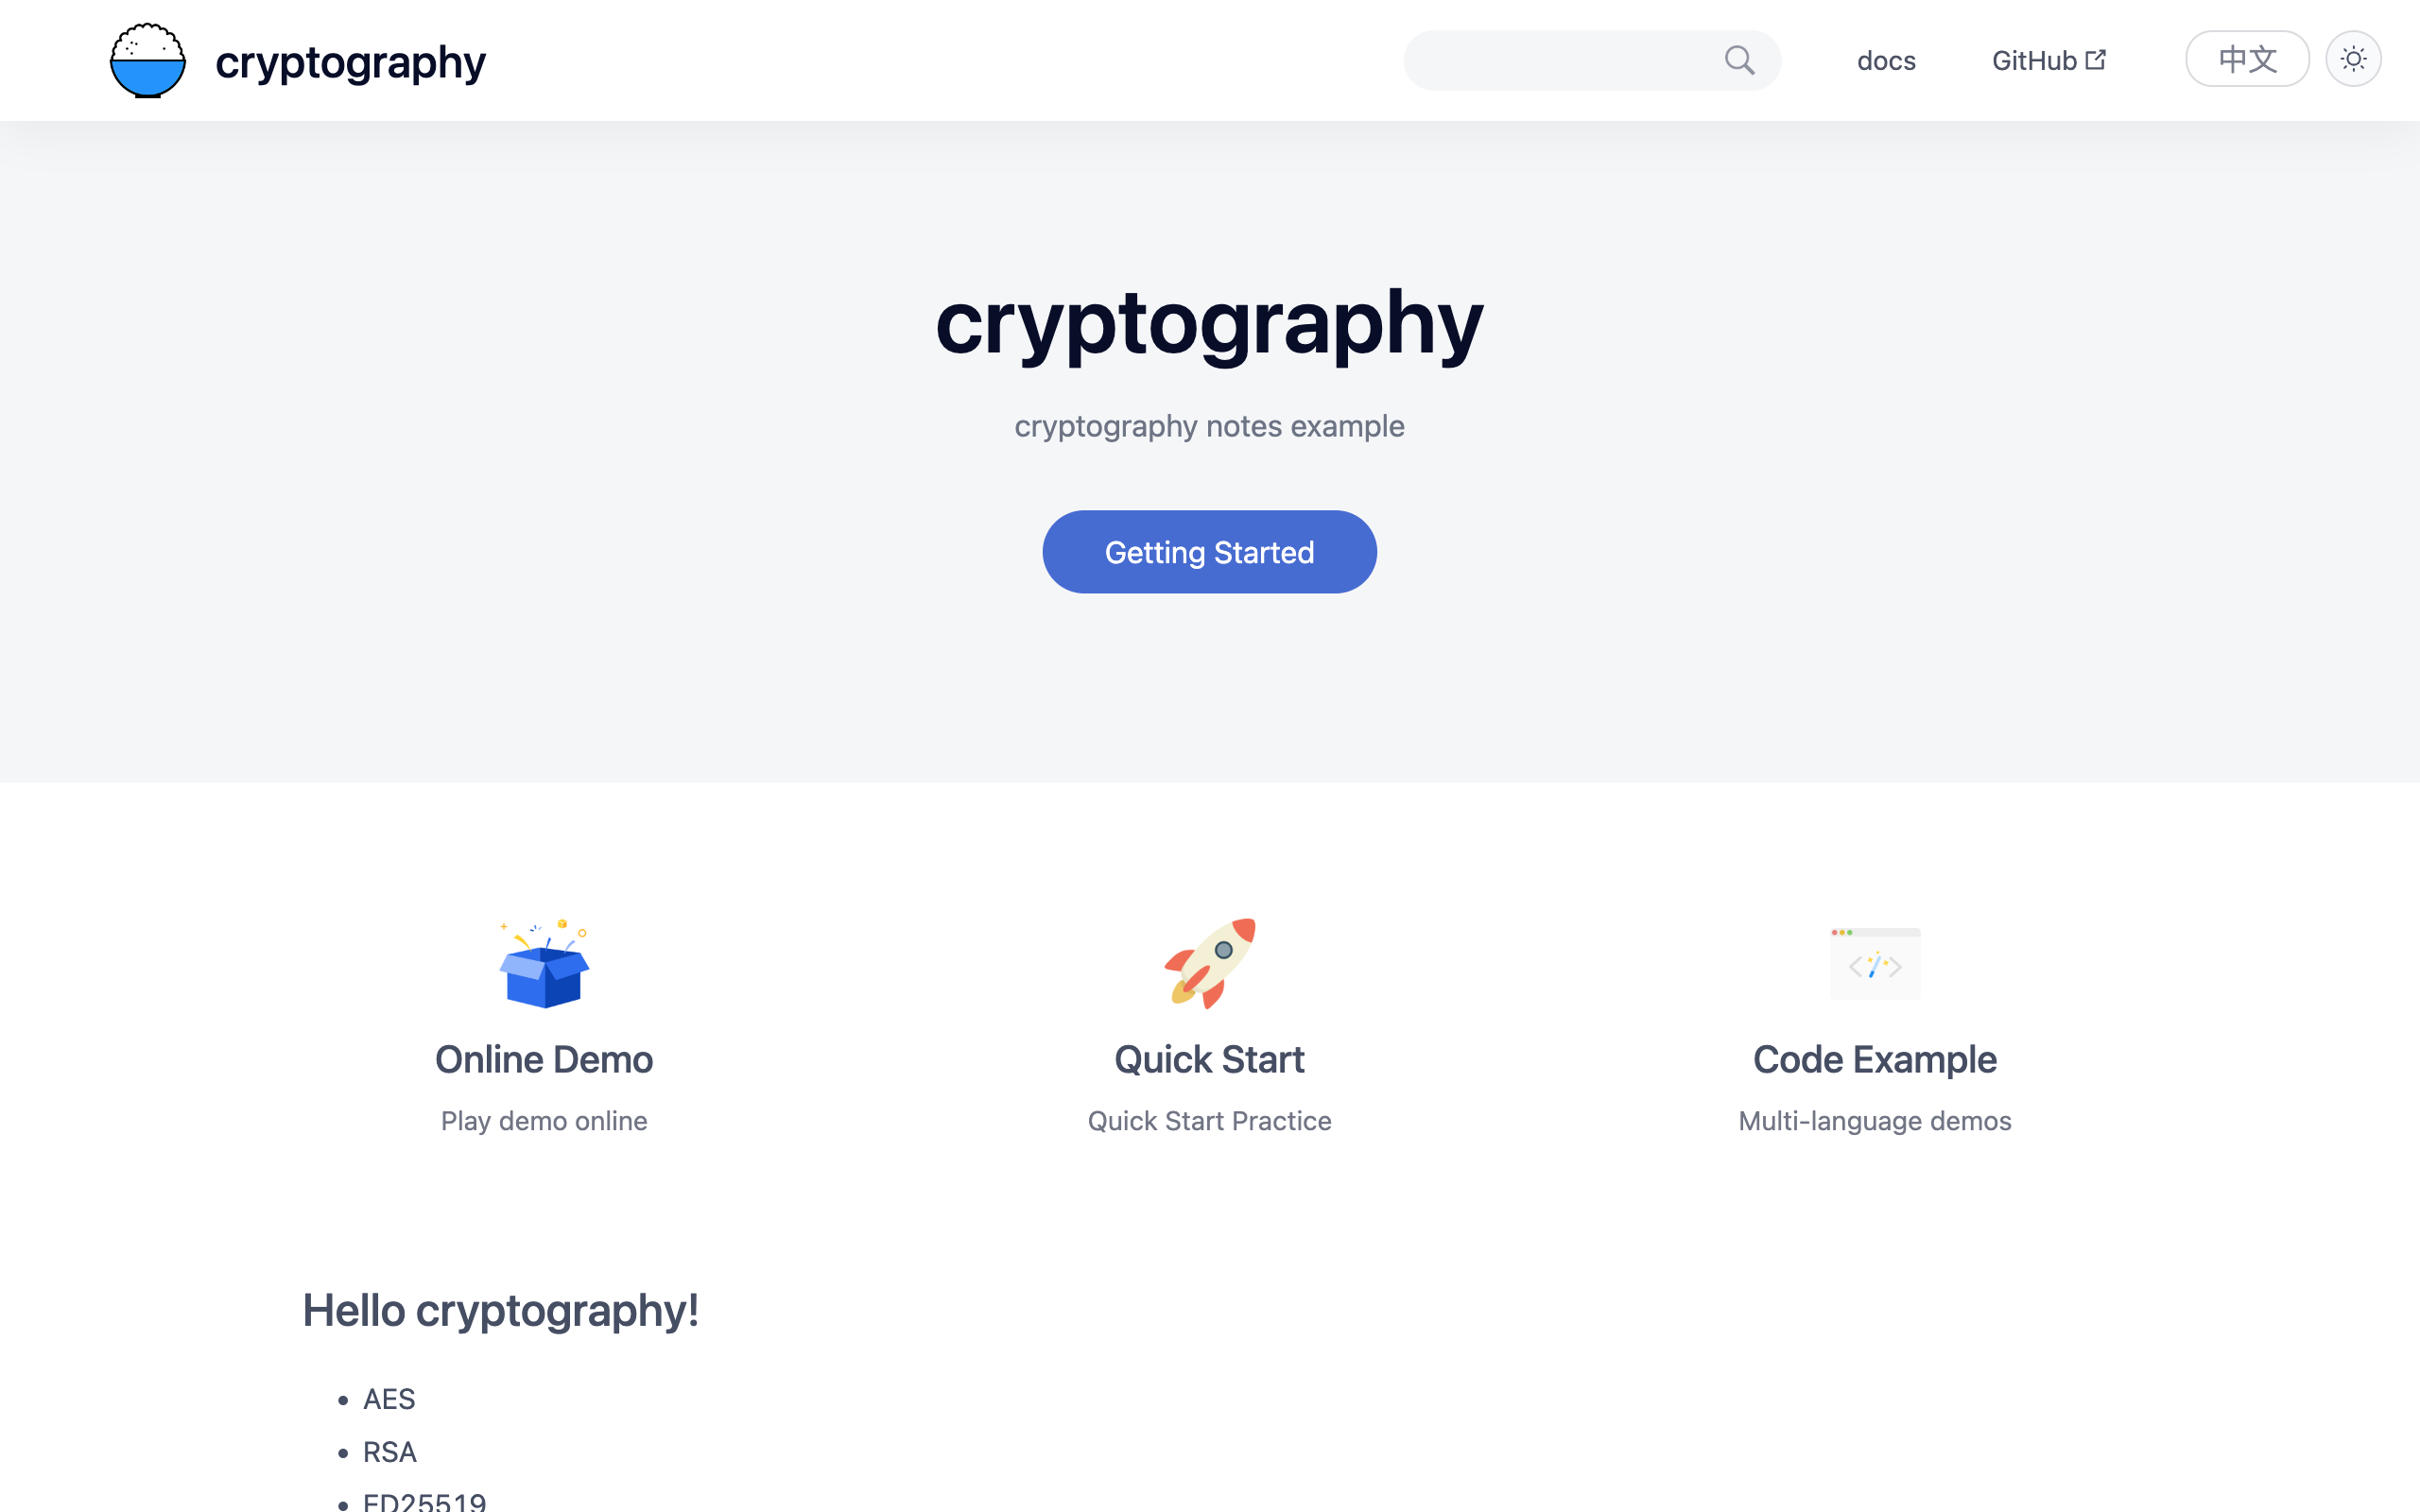 cryptography
docs
GitHub
中文
cryptography
cryptography notes example
Getting Started
Online Demo
Quick Start
Code Example
Play demo online
Quick Start Practice
Multi-language demos
Hello cryptography!
AES
RSA
ED25519